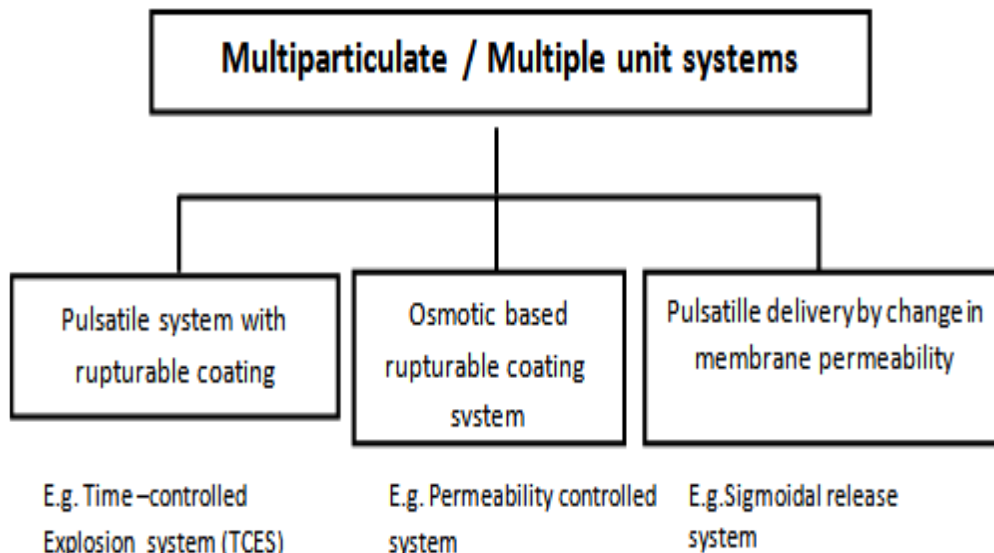 Multiparticulate / Multiple unit systems
Pulsatile system with
rupturable coating
Osmotic based
rupturable coating
system
Pulsatille delivery by change in
membrane permeability
E.g. Time –controlled
Explosion system (TCES)
E.g. Permeability controlled
system
E.g.Sigmoidal release
system